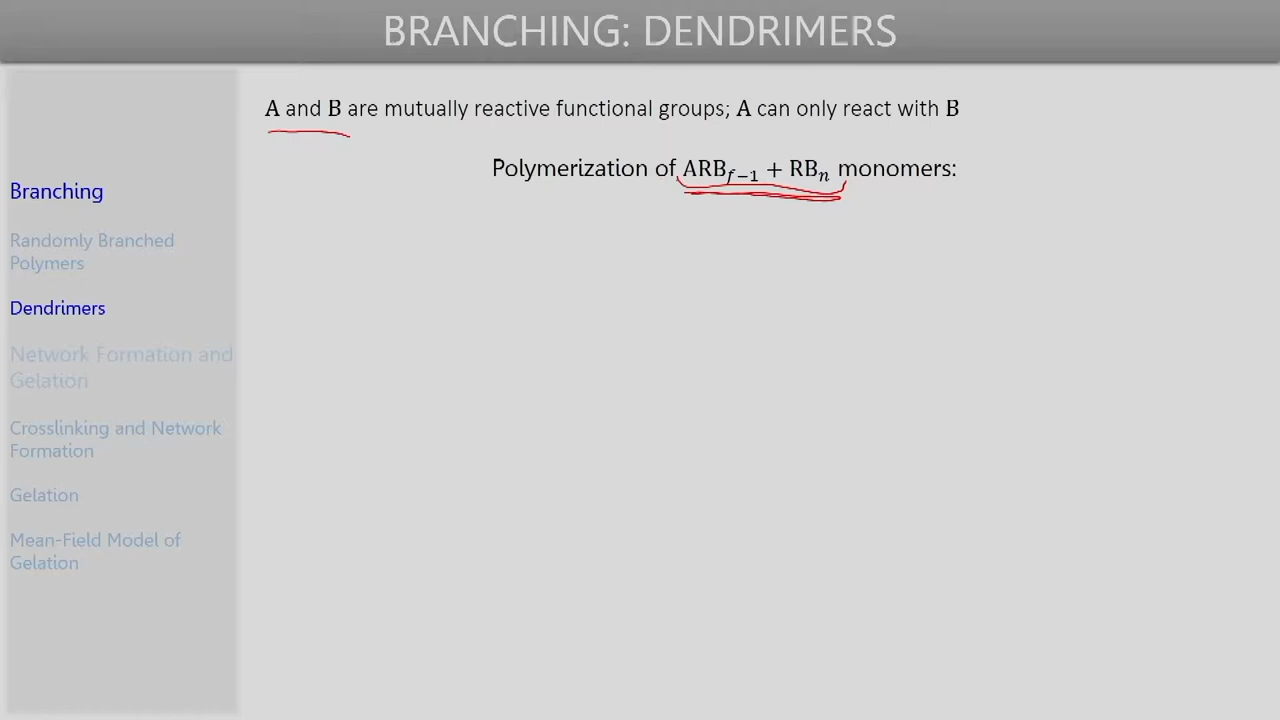 BRANCHING: DENDRIMERS
A and B are mutually reactive functional groups; A can only react with B
Polymerization of ARB_{f−1} + RB_n monomers:
Branching
Randomly Branched
Polymers
Dendrimers
Network Formation and
Gelation
Crosslinking and Network
Formation
Gelation
Mean-Field Model of
Gelation